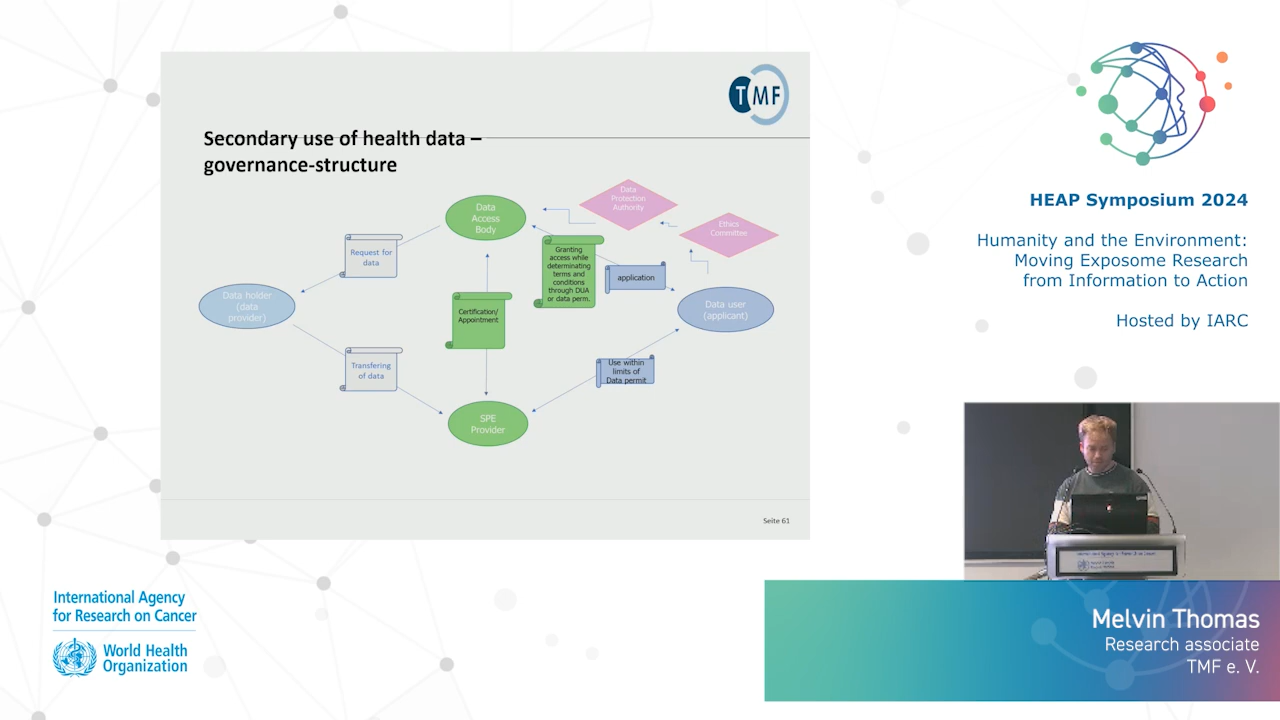 TMF
Secondary use of health data –
governance-structure
Data
Access
Body
Data
Protection
Authority
Ethics
Committee
Request for
data
Granting
access while
determinating
terms and
conditions
through DUA
or data perm.
application
Data holder
(data
provider)
Certification/
Appointment
Data user
(applicant)
Transfering
of data
Use within
limits of
Data permit
SPE
Provider
Seite 61
HEAP Symposium 2024
Humanity and the Environment:
Moving Exposome Research
from Information to Action
Hosted by IARC
International Agency
for Research on Cancer
World Health
Organization
Melvin Thomas
Research associate
TMF e. V.